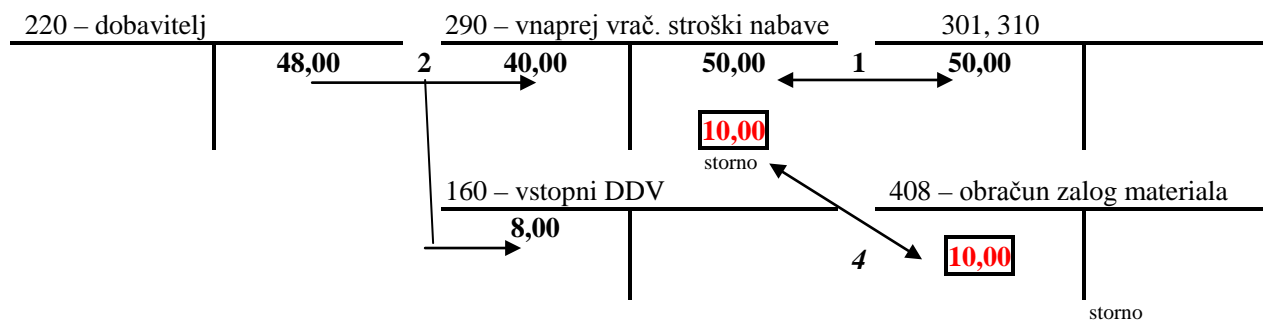 220 – dobavitelj 290 – vnaprej vrač. stroški nabave 301, 310
48,00 2 40,00 50,00 1 50,00
10,00
storno
160 – vstopni DDV 408 – obračun zalog materiala
8,00
4 10,00
storno